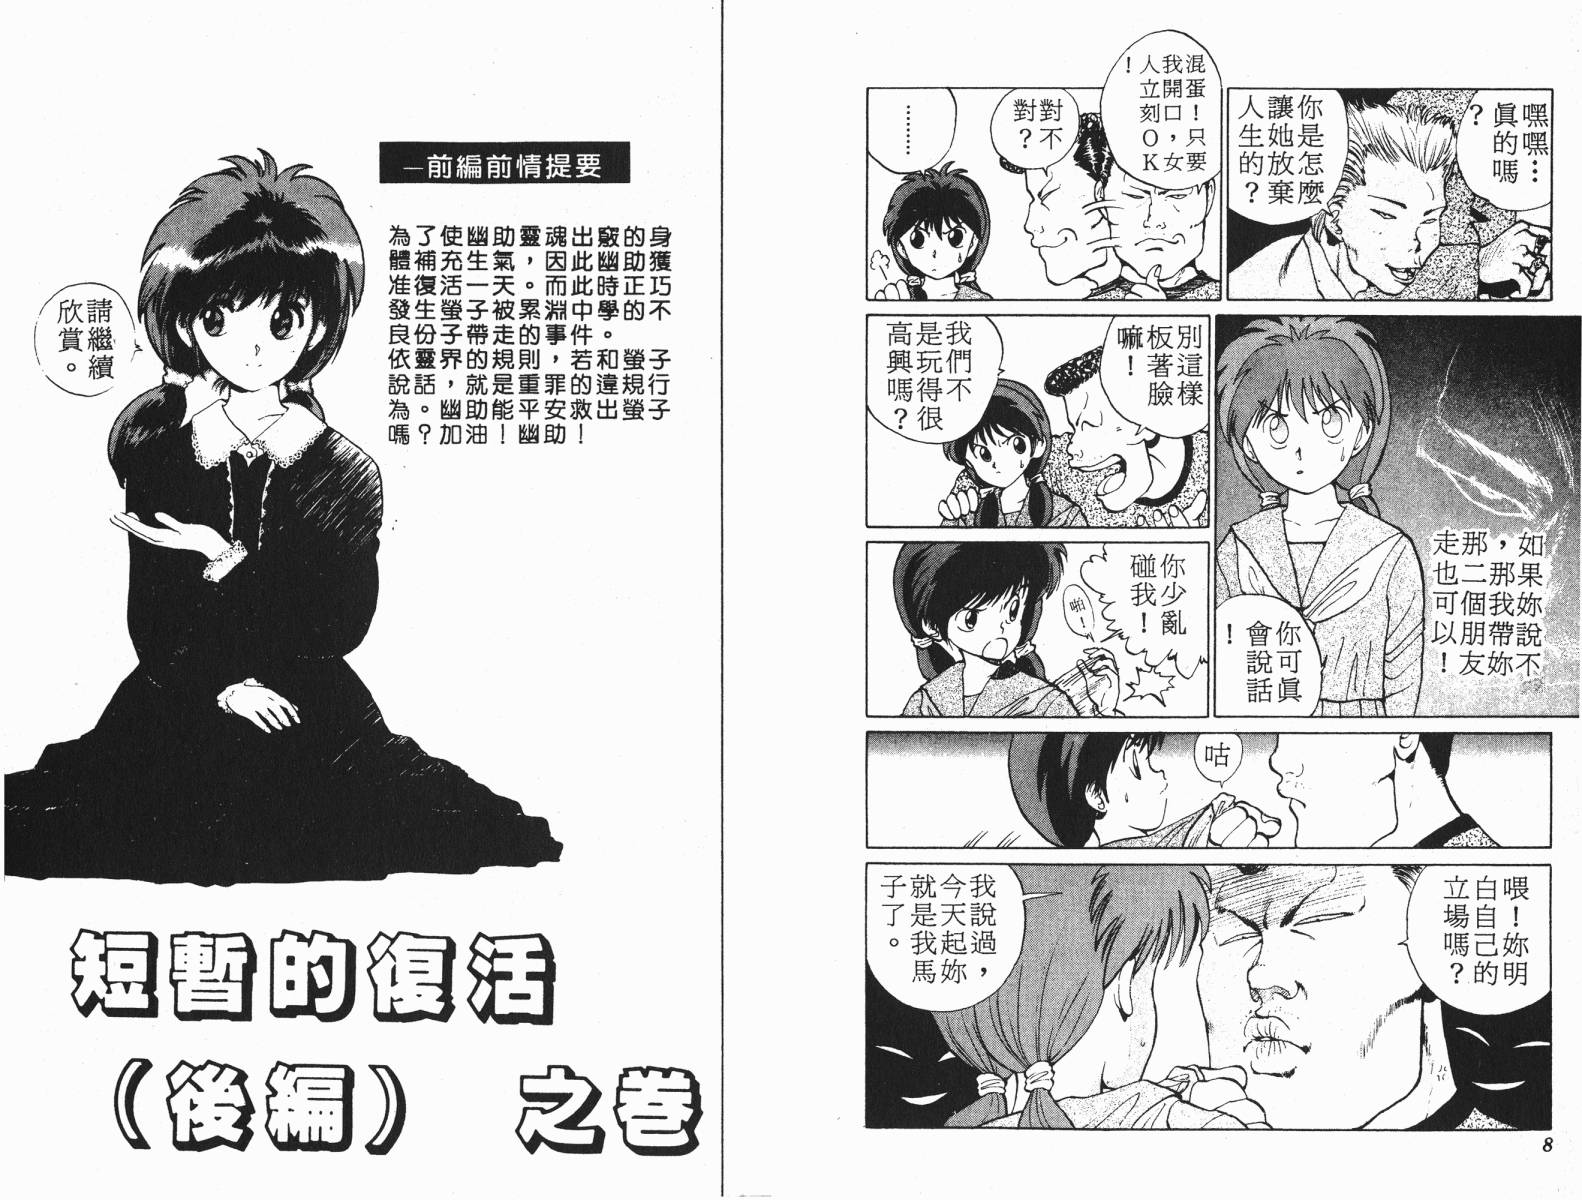 嘿嘿…
真的嗎
？
你是怎麼
讓她放棄
人生的？
混蛋！只要
我開口，女
人立刻OK
！
對不
對？
………
如果妳說不
，那我帶妳
那二個朋友
走也可以！
你可真
會說話
！
別這樣
板著臉
嘛！
我們不
是玩得很
高興嗎？
你少亂
碰我！
啪！
咕
喂！妳明
白自己的
立場嗎？
我說過，
今天起妳
就是我馬
子了。
8
—前編前情提要
為了使幽助靈魂出竅的身
體補充生氣，因此幽助獲
准復活一天。而此時正巧
發生螢子被累淵中學的不
良份子帶走的事件。
依靈界的規則，若和螢子
說話，就是重罪的違規行
為。幽助能平安救出螢子
嗎？加油！幽助！
請繼續
欣賞。
短暫的復活
（後編） 之卷